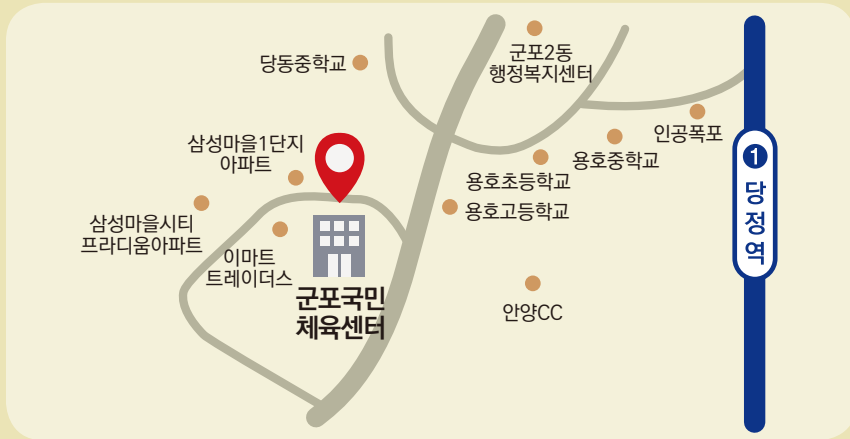 군포2동
행정복지센터
당동중학교
인공폭포
삼성마을1단지
아파트
용호중학교
1
당
정
역
용호초등학교
용호고등학교
삼성마을시티
프라디움아파트
이마트
트레이더스
군포국민
체육센터
안양CC